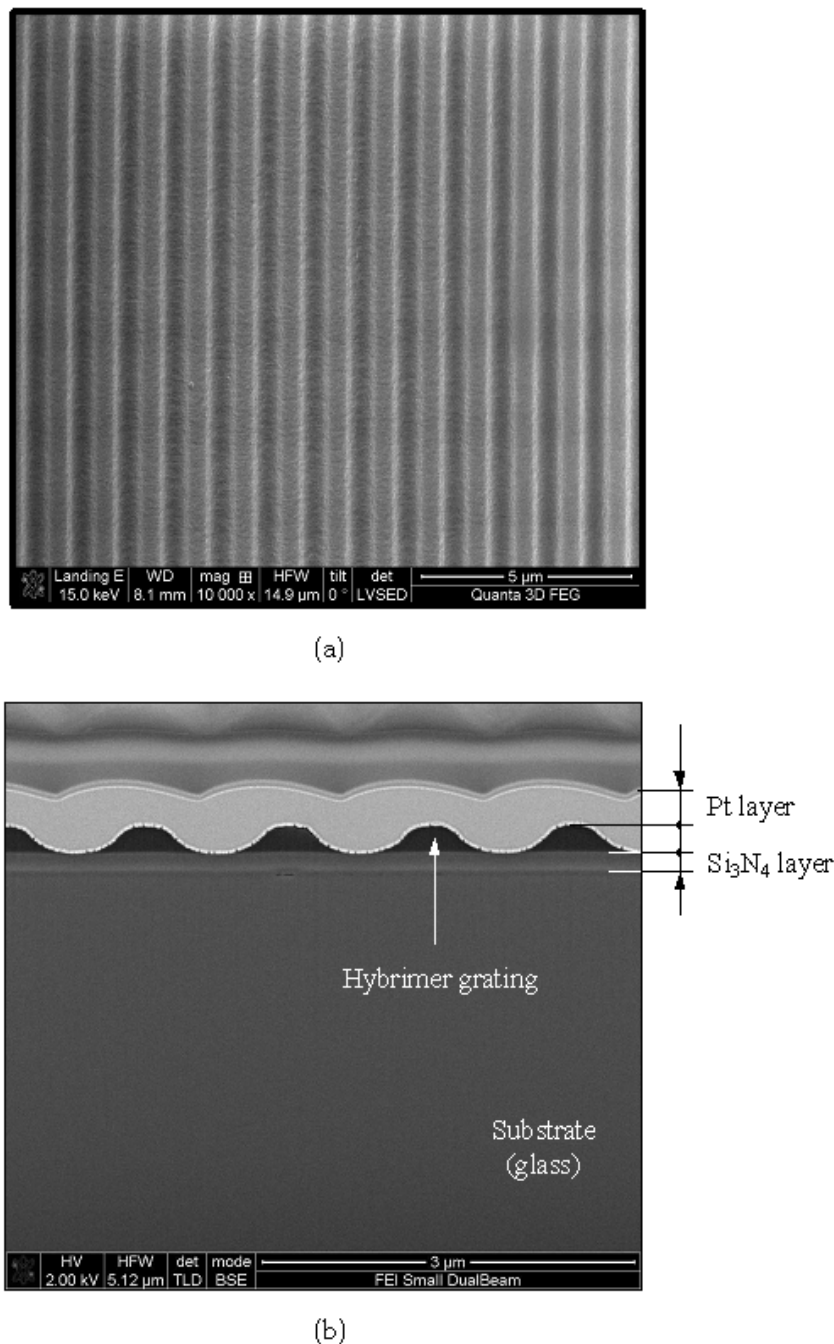 Landing E WD mag HFW tilt det 5 µm
15.0 keV 8.1 mm 10 000 x 14.9 µm 0 ° LVSED Quanta 3D FEG
(a)
Pt layer
Si₃N₄ layer
Hybrimer grating
Substrate
(glass)
HV HFW det mode 3 µm
2.00 kV 5.12 µm TLD BSE FEI Small DualBeam
(b)